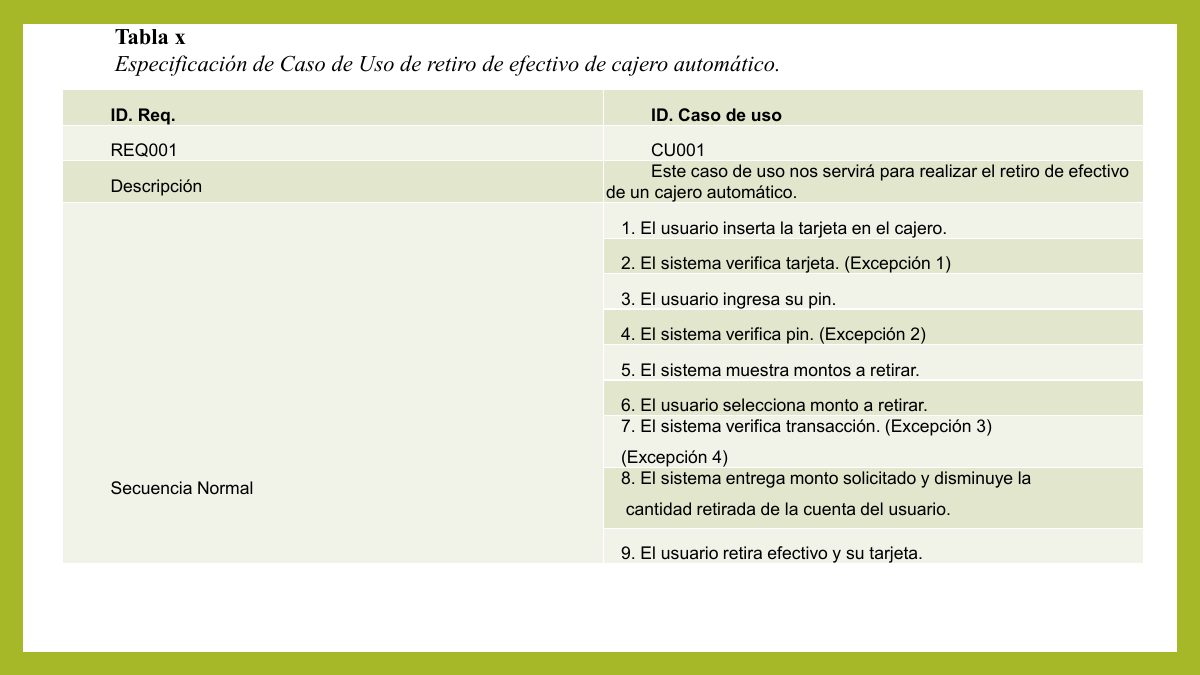 Tabla x
Especificación de Caso de Uso de retiro de efectivo de cajero automático.
ID. Req.
ID. Caso de uso
REQ001
CU001
Descripción
Este caso de uso nos servirá para realizar el retiro de efectivo
de un cajero automático.
Secuencia Normal
1. El usuario inserta la tarjeta en el cajero.
2. El sistema verifica tarjeta. (Excepción 1)
3. El usuario ingresa su pin.
4. El sistema verifica pin. (Excepción 2)
5. El sistema muestra montos a retirar.
6. El usuario selecciona monto a retirar.
7. El sistema verifica transacción. (Excepción 3)
(Excepción 4)
8. El sistema entrega monto solicitado y disminuye la
cantidad retirada de la cuenta del usuario.
9. El usuario retira efectivo y su tarjeta.